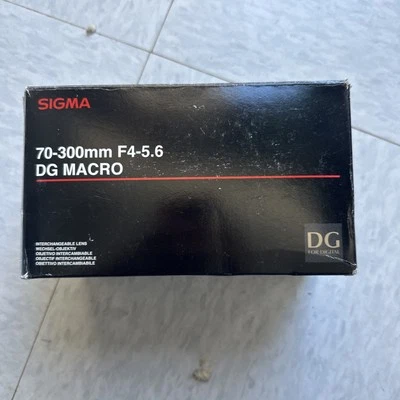 SIGMA
70-300mm F4-5.6
DG MACRO
INTERCHANGEABLE LENS
WECHSEL-OBJEKTIV
OBJETIVO INTERCAMBIABLE
OBJECTIF INTERCHANGEABLE
OBIETTIVO INTERCAMBIABILE
DG
FOR DIGITAL